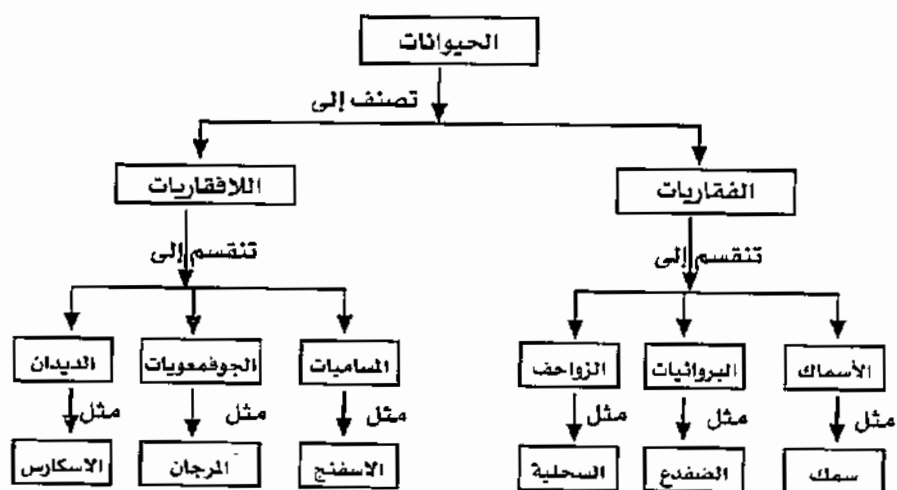 الحيوانات
تصنف إلى
الفقاريات
اللافقاريات
تنقسم إلى
تنقسم إلى
الأسماك
البروائيات
الزواحف
المساميات
الجوفمعويات
الديدان
مثل
مثل
مثل
مثل
مثل
مثل
سمك
الضفدع
السحلية
الاسفنج
المرجان
الاسكارس